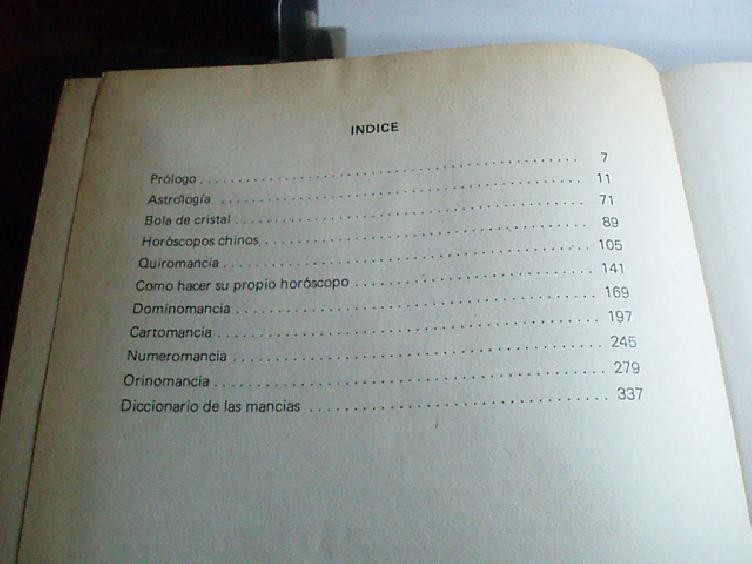 INDICE
Prólogo . . . . . . . . . . . . . . . . . . . . . . . . . . . . . . . . . . . . . . . . 7
Astrología . . . . . . . . . . . . . . . . . . . . . . . . . . . . . . . . . . . . . . 11
Bola de cristal . . . . . . . . . . . . . . . . . . . . . . . . . . . . . . . . . . . . 71
Horóscopos chinos . . . . . . . . . . . . . . . . . . . . . . . . . . . . . . . . . 89
Quiromancia . . . . . . . . . . . . . . . . . . . . . . . . . . . . . . . . . . . . . 105
Como hacer su propio horóscopo . . . . . . . . . . . . . . . . . . . . . . . . 141
Dominomancia . . . . . . . . . . . . . . . . . . . . . . . . . . . . . . . . . . . 169
Cartomancia . . . . . . . . . . . . . . . . . . . . . . . . . . . . . . . . . . . . . 197
Numeromancia . . . . . . . . . . . . . . . . . . . . . . . . . . . . . . . . . . . 245
Orinomancia . . . . . . . . . . . . . . . . . . . . . . . . . . . . . . . . . . . . . 279
Diccionario de las mancias . . . . . . . . . . . . . . . . . . . . . . . . . . . . 337